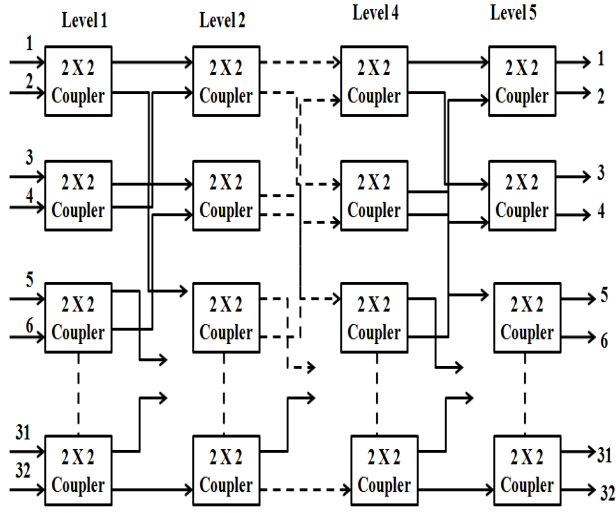 Level 1 Level 2 Level 4 Level 5
1 2 X 2 2 X 2 2 X 2 2 X 2 1
2 Coupler Coupler Coupler Coupler 2
3 2 X 2 2 X 2 2 X 2 2 X 2 3
4 Coupler Coupler Coupler Coupler 4
5 2 X 2 2 X 2 2 X 2 2 X 2 5
6 Coupler Coupler Coupler Coupler 6
31 2 X 2 2 X 2 2 X 2 2 X 2 31
32 Coupler Coupler Coupler Coupler 32